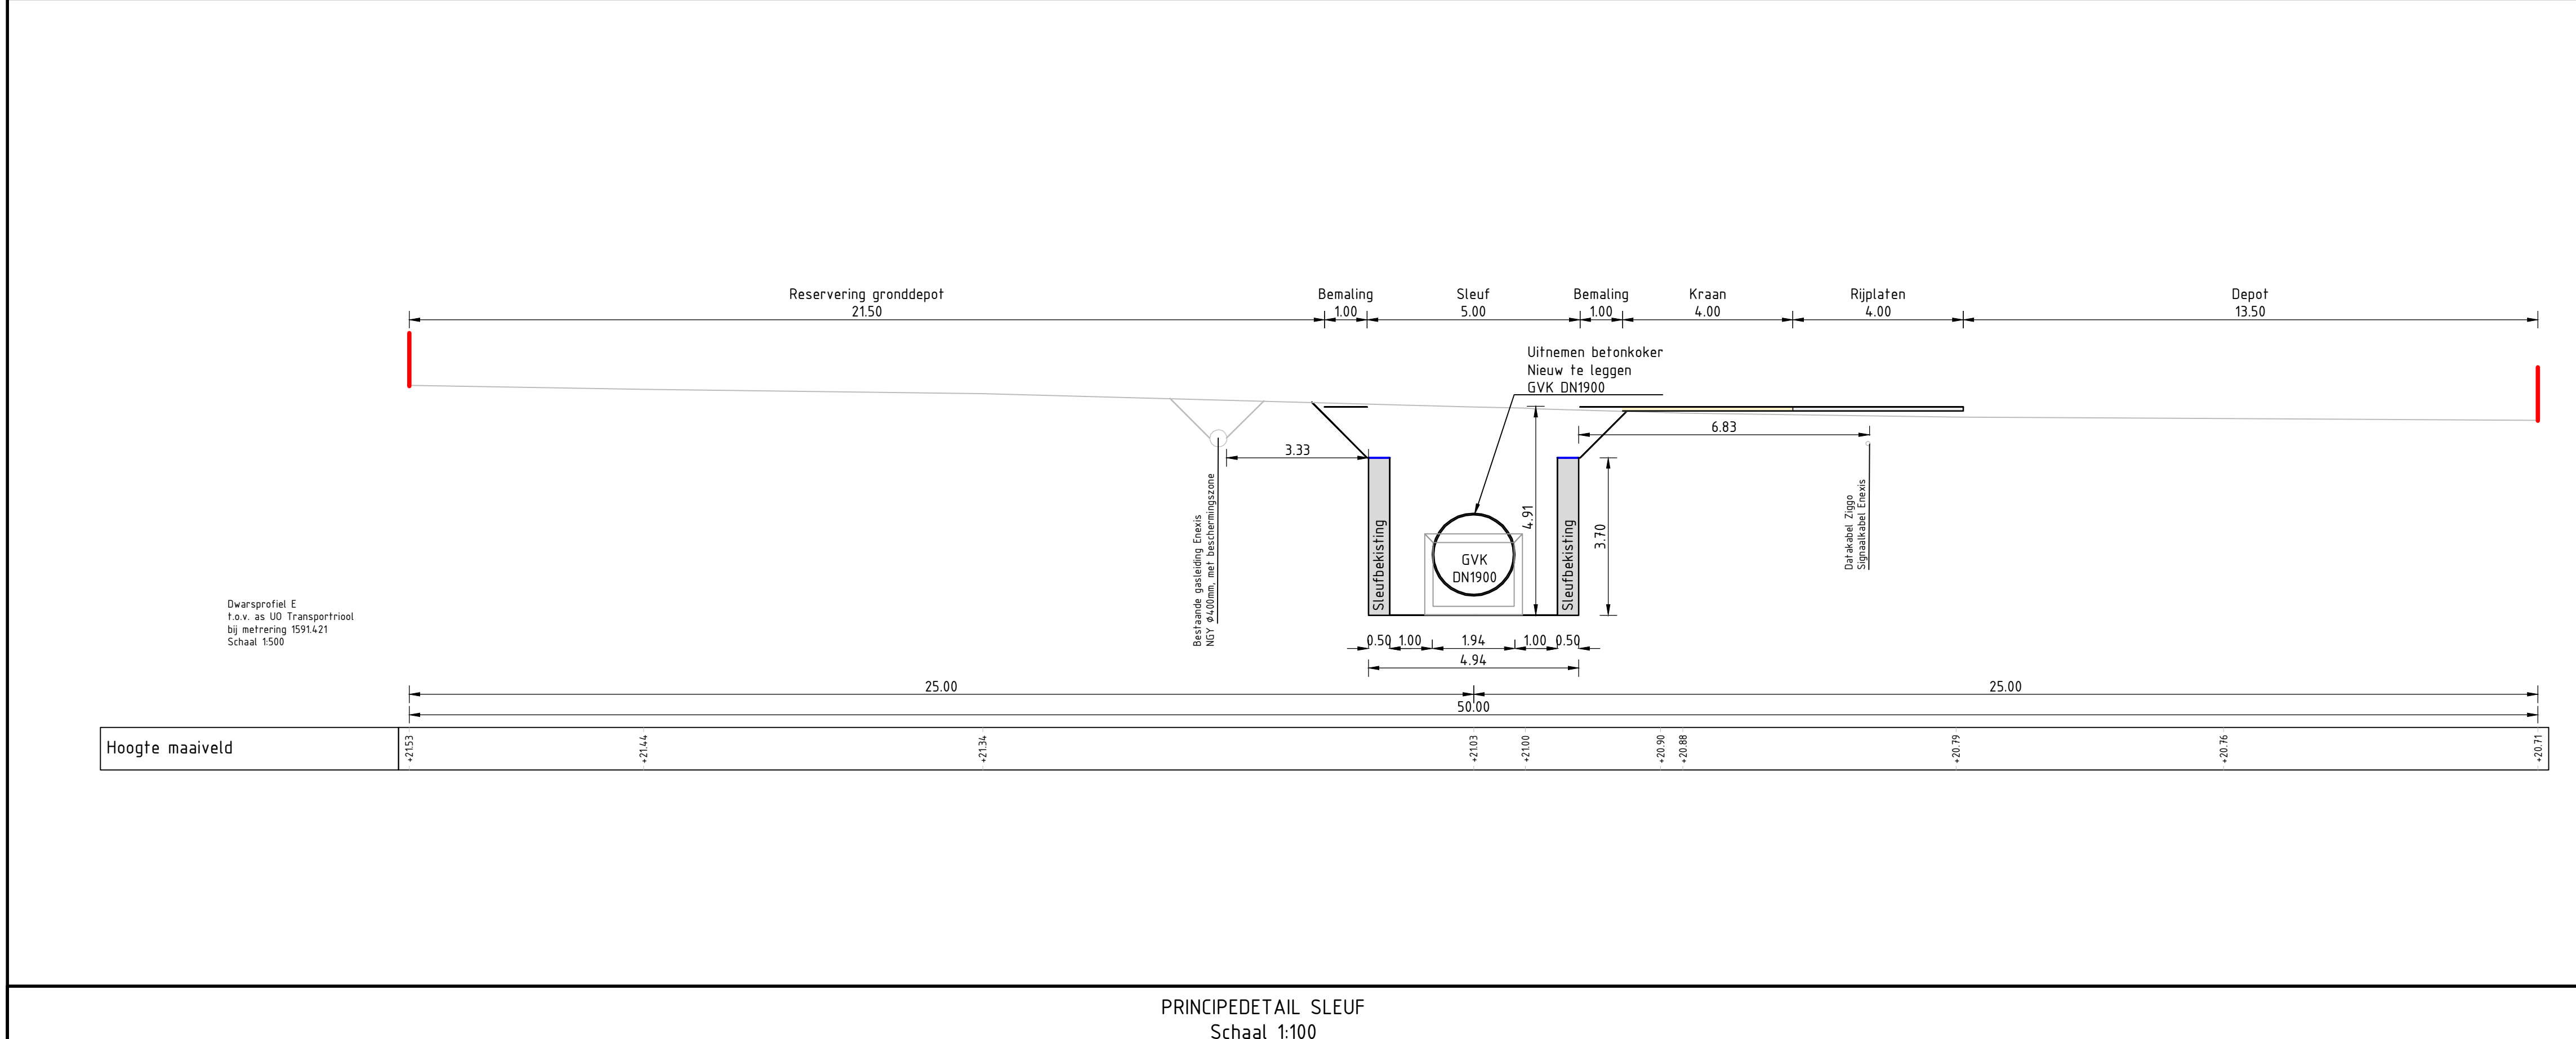 Reservering gronddepot
21.50
Bemaling
1.00
Sleuf
5.00
Bemaling
1.00
Kraan
4.00
Rijplaten
4.00
Depot
13.50
Uitnemen betonkoker
Nieuw te leggen
GVK DN1900
6.83
3.33
4.91
3.70
Sleufbekisting
GVK
DN1900
Sleufbekisting
Bestaande gasleiding Enexis
NGY ø400mm, met beschermingszone
Datakabel Ziggo
Signaalkabel Enexis
Dwarsprofiel E
t.o.v. as UO Transportriool
bij metrering 1591.421
Schaal 1:500
0.50
1.00
1.94
1.00
0.50
4.94
25.00
25.00
50.00
Hoogte maaiveld
+21.53
+21.44
+21.34
+21.03
+21.00
+20.90
+20.88
+20.79
+20.76
+20.71
PRINCIPEDETAIL SLEUF
Schaal 1:100